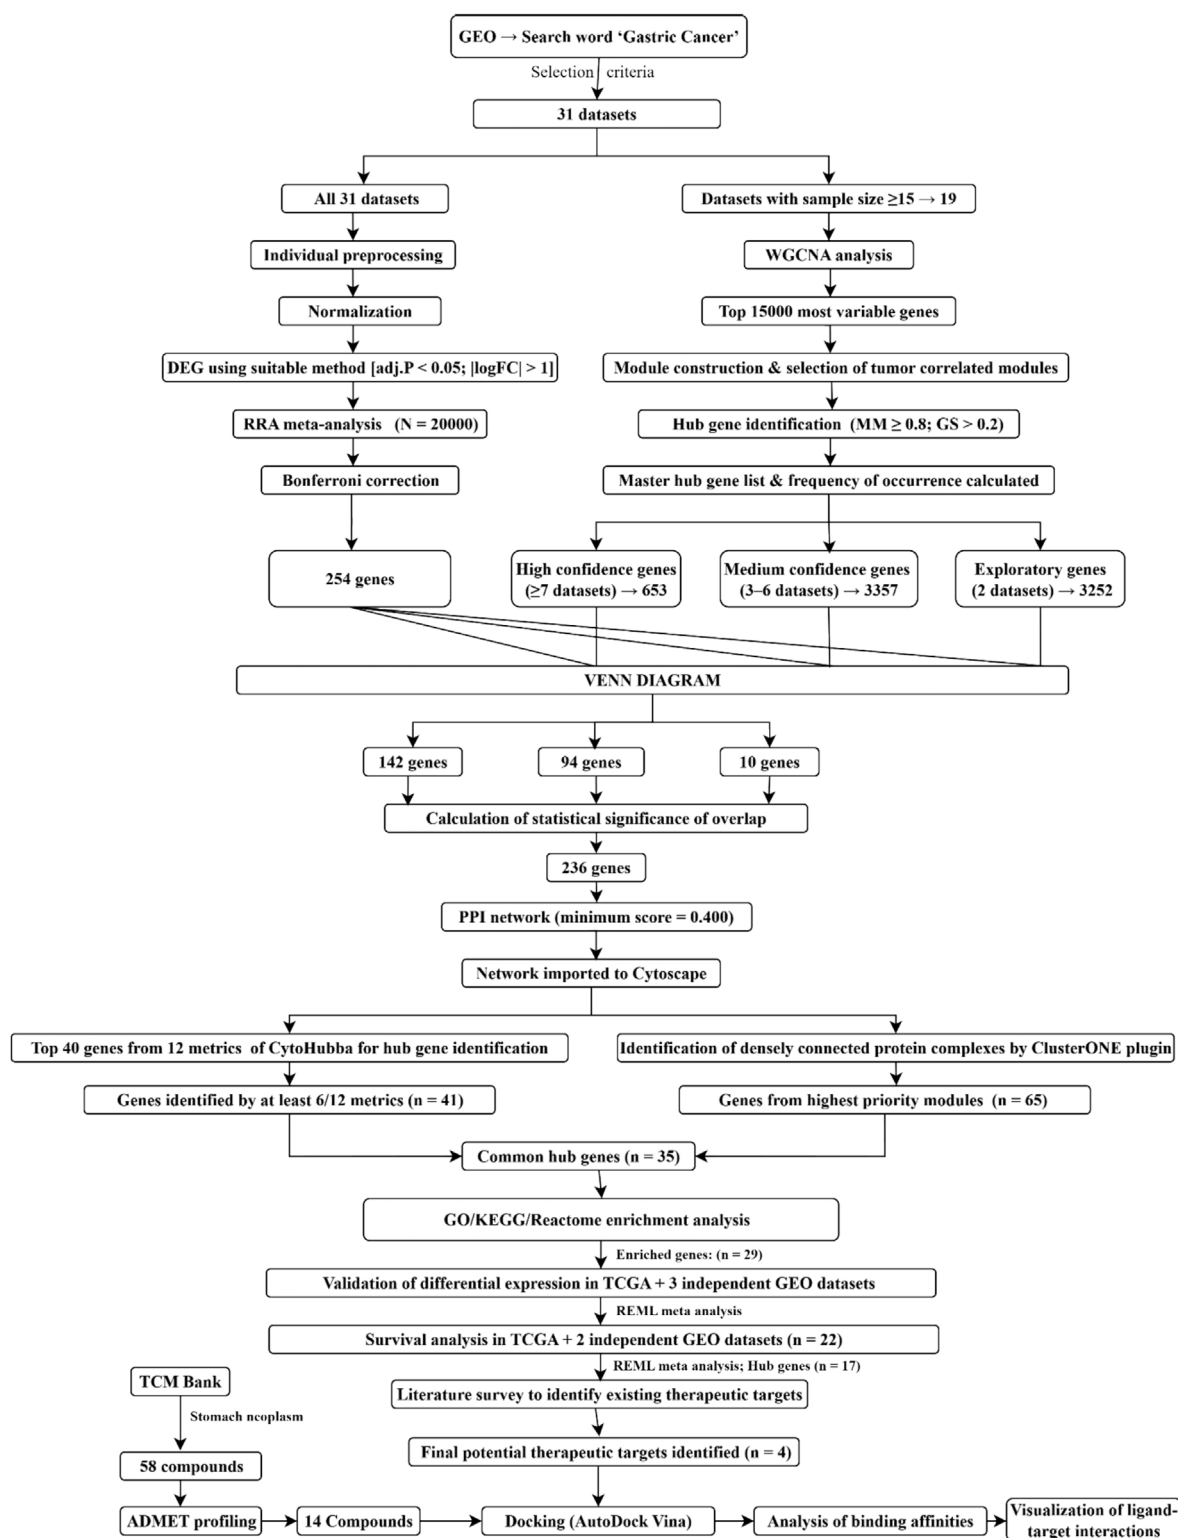 GEO → Search word ‘Gastric Cancer’
Selection criteria
31 datasets
All 31 datasets
Datasets with sample size ≥15 → 19
Individual preprocessing
WGCNA analysis
Normalization
Top 15000 most variable genes
DEG using suitable method [adj.P < 0.05; |logFC| > 1]
Module construction & selection of tumor correlated modules
RRA meta-analysis (N = 20000)
Hub gene identification (MM ≥ 0.8; GS > 0.2)
Bonferroni correction
Master hub gene list & frequency of occurrence calculated
254 genes
High confidence genes
(≥7 datasets) → 653
Medium confidence genes
(3–6 datasets) → 3357
Exploratory genes
(2 datasets) → 3252
VENN DIAGRAM
142 genes
94 genes
10 genes
Calculation of statistical significance of overlap
236 genes
PPI network (minimum score = 0.400)
Network imported to Cytoscape
Top 40 genes from 12 metrics of CytoHubba for hub gene identification
Identification of densely connected protein complexes by ClusterONE plugin
Genes identified by at least 6/12 metrics (n = 41)
Genes from highest priority modules (n = 65)
Common hub genes (n = 35)
GO/KEGG/Reactome enrichment analysis
Enriched genes: (n = 29)
Validation of differential expression in TCGA + 3 independent GEO datasets
REML meta analysis
Survival analysis in TCGA + 2 independent GEO datasets (n = 22)
REML meta analysis; Hub genes (n = 17)
TCM Bank
Literature survey to identify existing therapeutic targets
Stomach neoplasm
Final potential therapeutic targets identified (n = 4)
58 compounds
ADMET profiling
14 Compounds
Docking (AutoDock Vina)
Analysis of binding affinities
Visualization of ligand-
target interactions